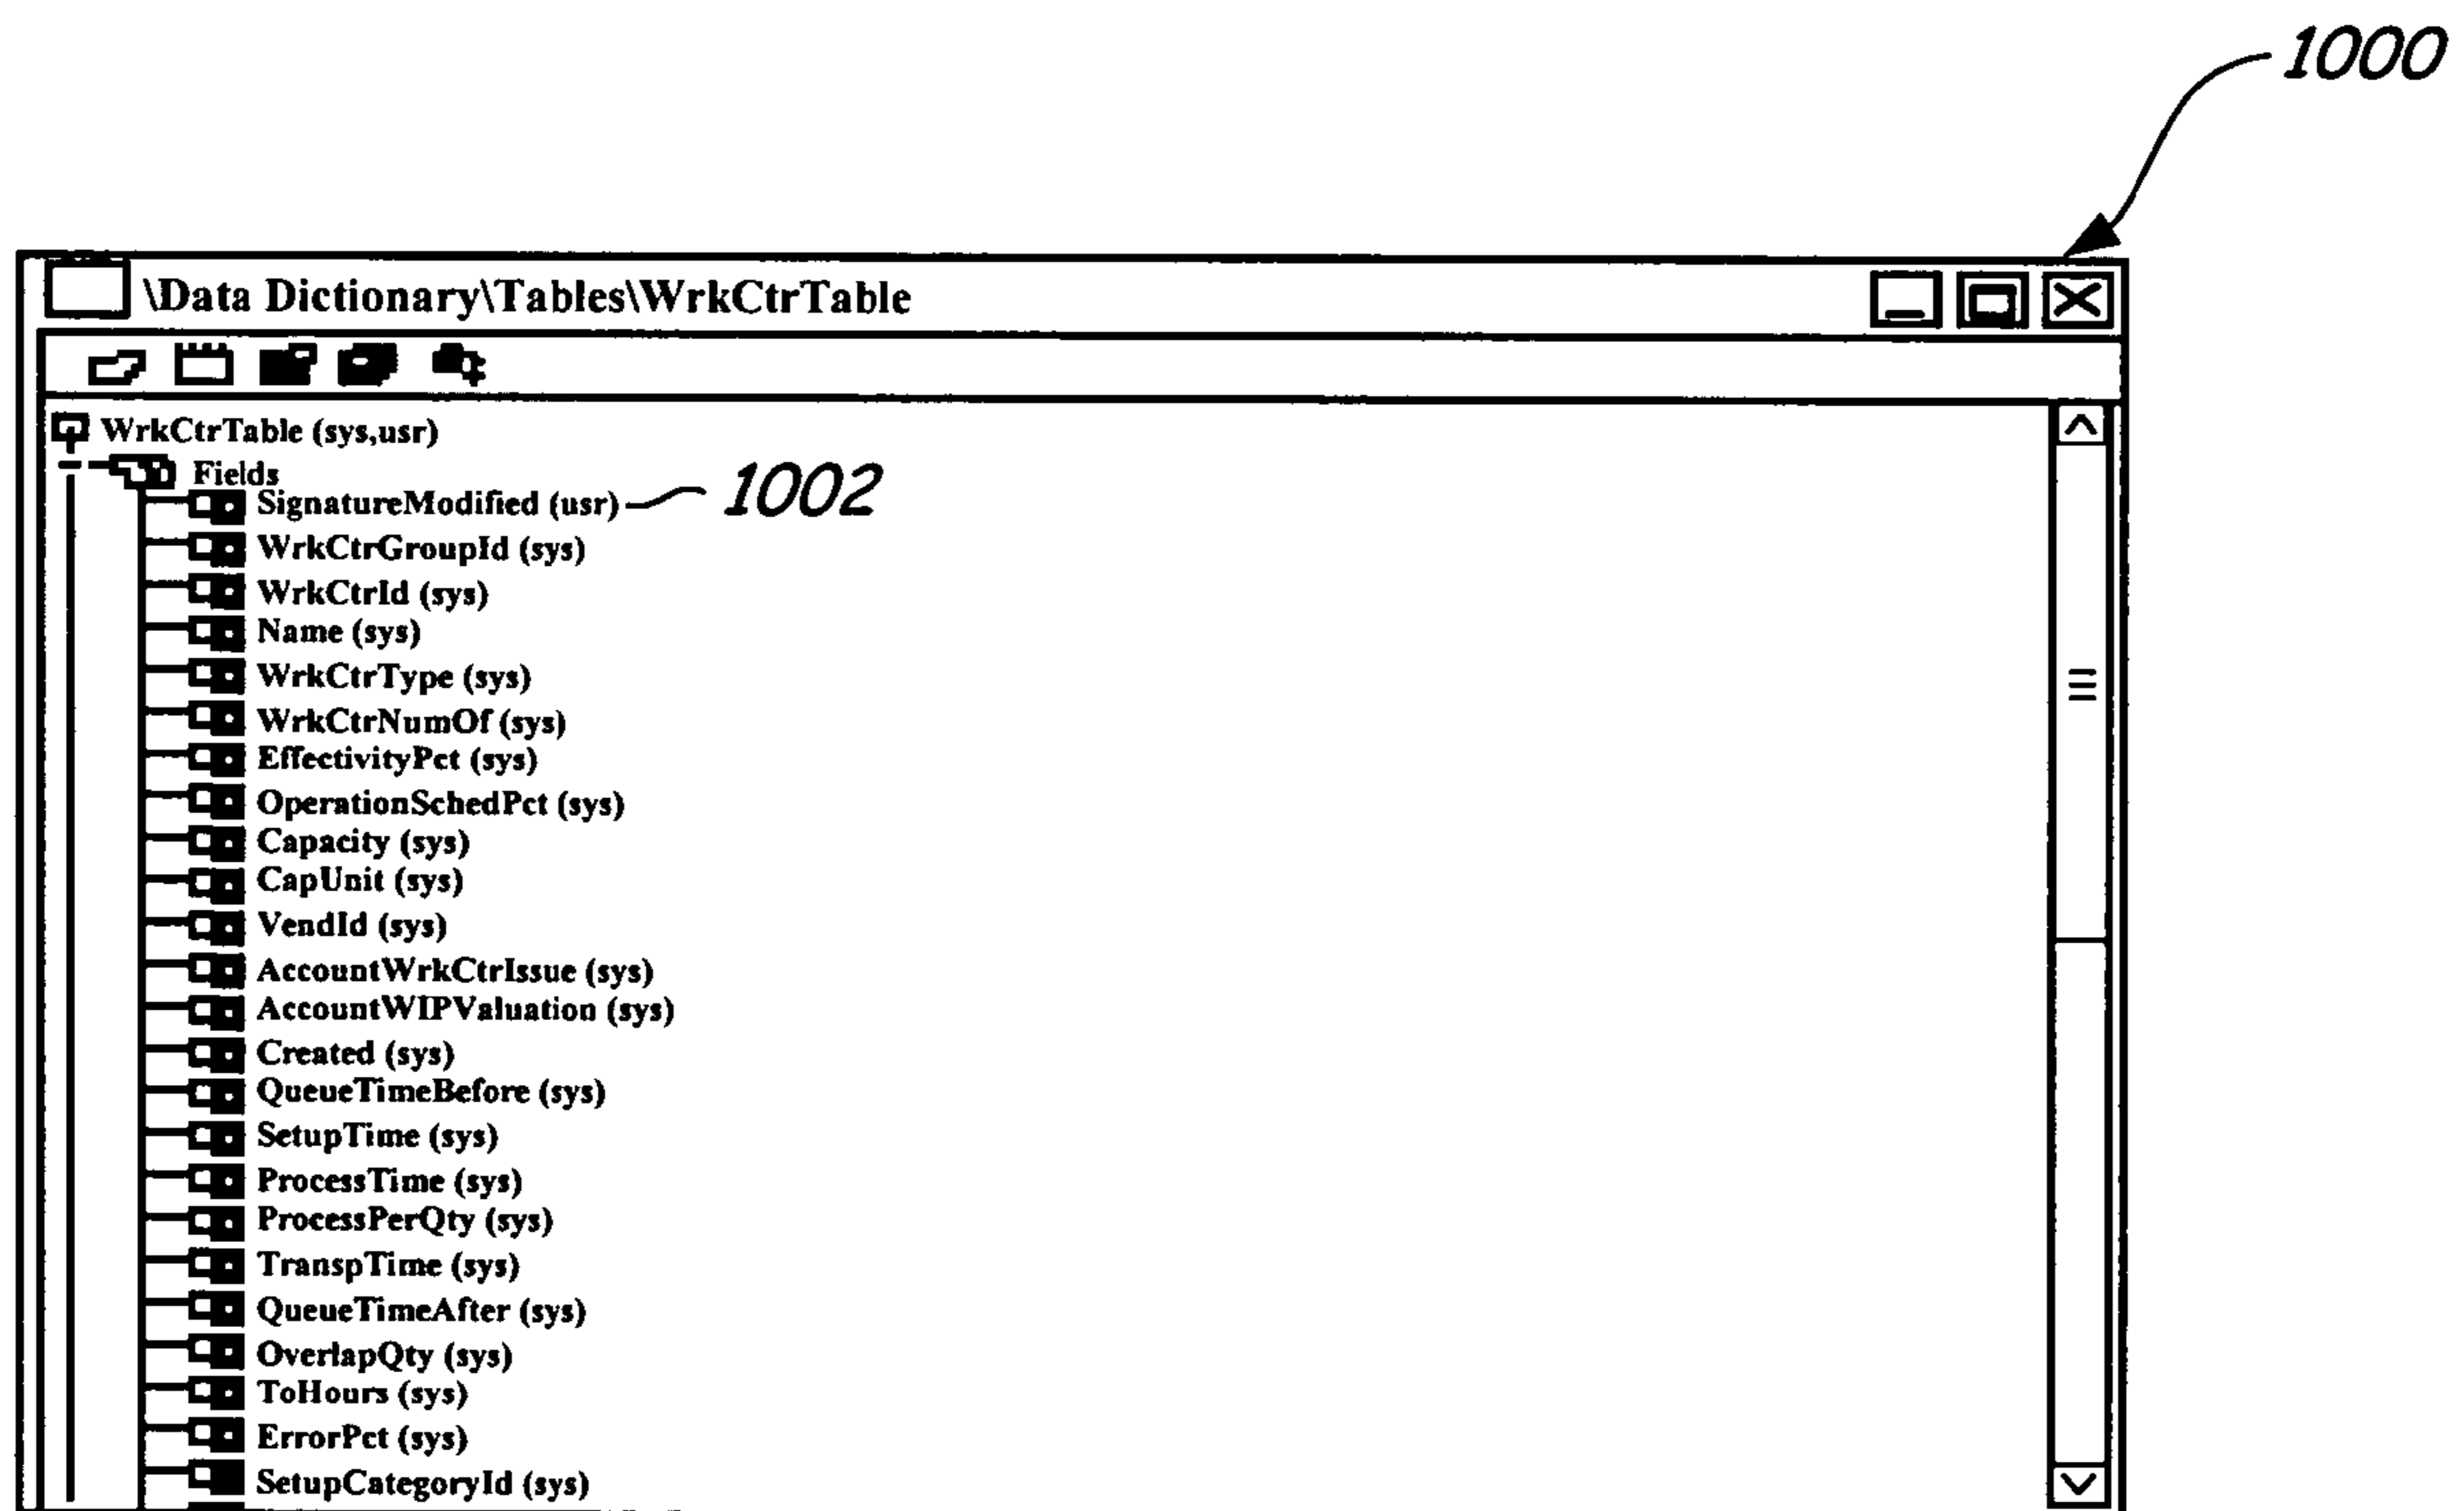 1000
\Data Dictionary\Tables\WrkCtrTable
WrkCtrTable (sys,usr)
Fields
SignatureModified (usr) 1002
WrkCtrGroupId (sys)
WrkCtrId (sys)
Name (sys)
WrkCtrType (sys)
WrkCtrNumOf (sys)
EffectivityPct (sys)
OperationSchedPct (sys)
Capacity (sys)
CapUnit (sys)
VendId (sys)
AccountWrkCtrIssue (sys)
AccountWIPValuation (sys)
Created (sys)
QueueTimeBefore (sys)
SetupTime (sys)
ProcessTime (sys)
ProcessPerQty (sys)
TranspTime (sys)
QueueTimeAfter (sys)
OverlapQty (sys)
ToHours (sys)
ErrorPct (sys)
SetupCategoryId (sys)